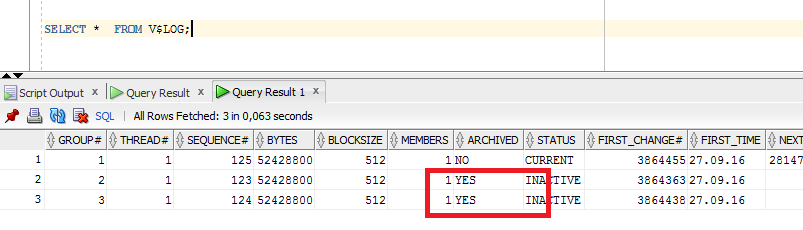 SELECT * FROM V$LOG;
Script Output x Query Result x Query Result 1 x
SQL | All Rows Fetched: 3 in 0,063 seconds
GROUP# THREAD# SEQUENCE# BYTES BLOCKSIZE MEMBERS ARCHIVED STATUS FIRST_CHANGE# FIRST_TIME NEXT
1 1 1 125 52428800 512 1 NO CURRENT 3864455 27.09.16 28147
2 2 1 123 52428800 512 1 YES INACTIVE 3864363 27.09.16
3 3 1 124 52428800 512 1 YES INACTIVE 3864438 27.09.16